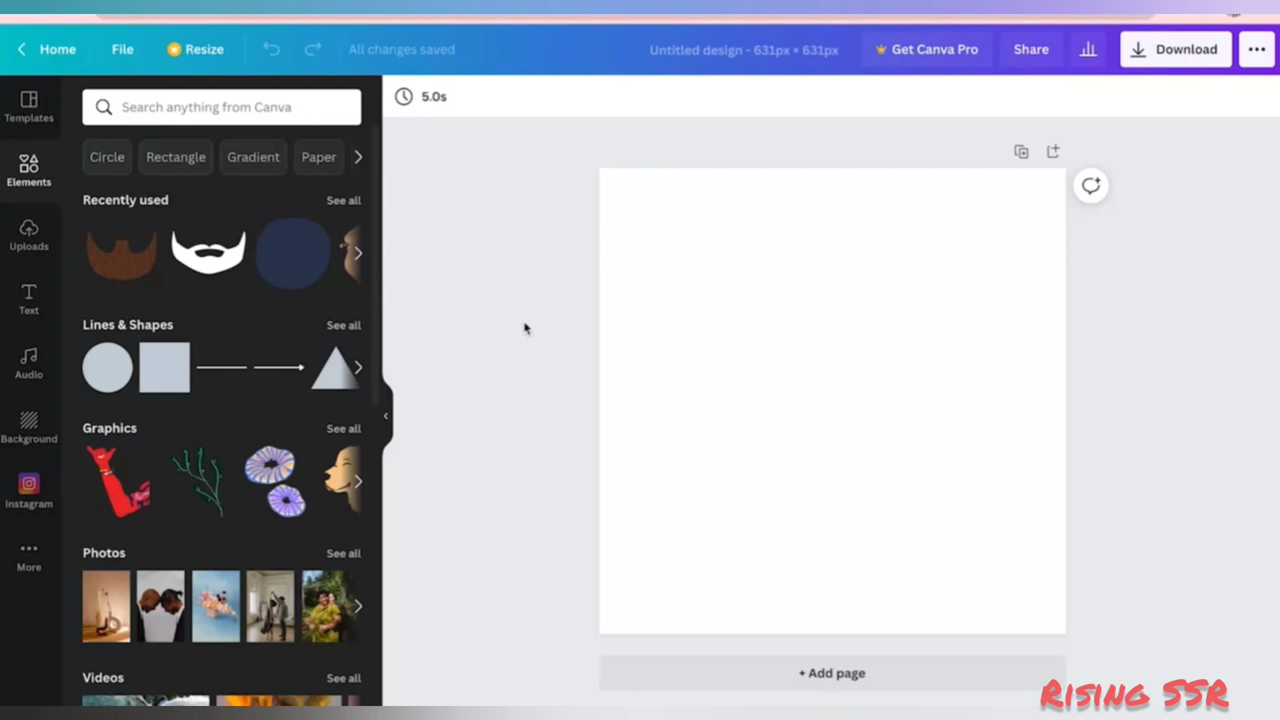 Home
File
Resize
All changes saved
Untitled design - 631px × 631px
Get Canva Pro
Share
Download
Templates
Elements
Uploads
Text
Audio
Background
Instagram
More
Search anything from Canva
Circle
Rectangle
Gradient
Paper
Recently used
See all
Lines & Shapes
See all
Graphics
See all
Photos
See all
Videos
See all
5.0s
+ Add page
Rising SSR